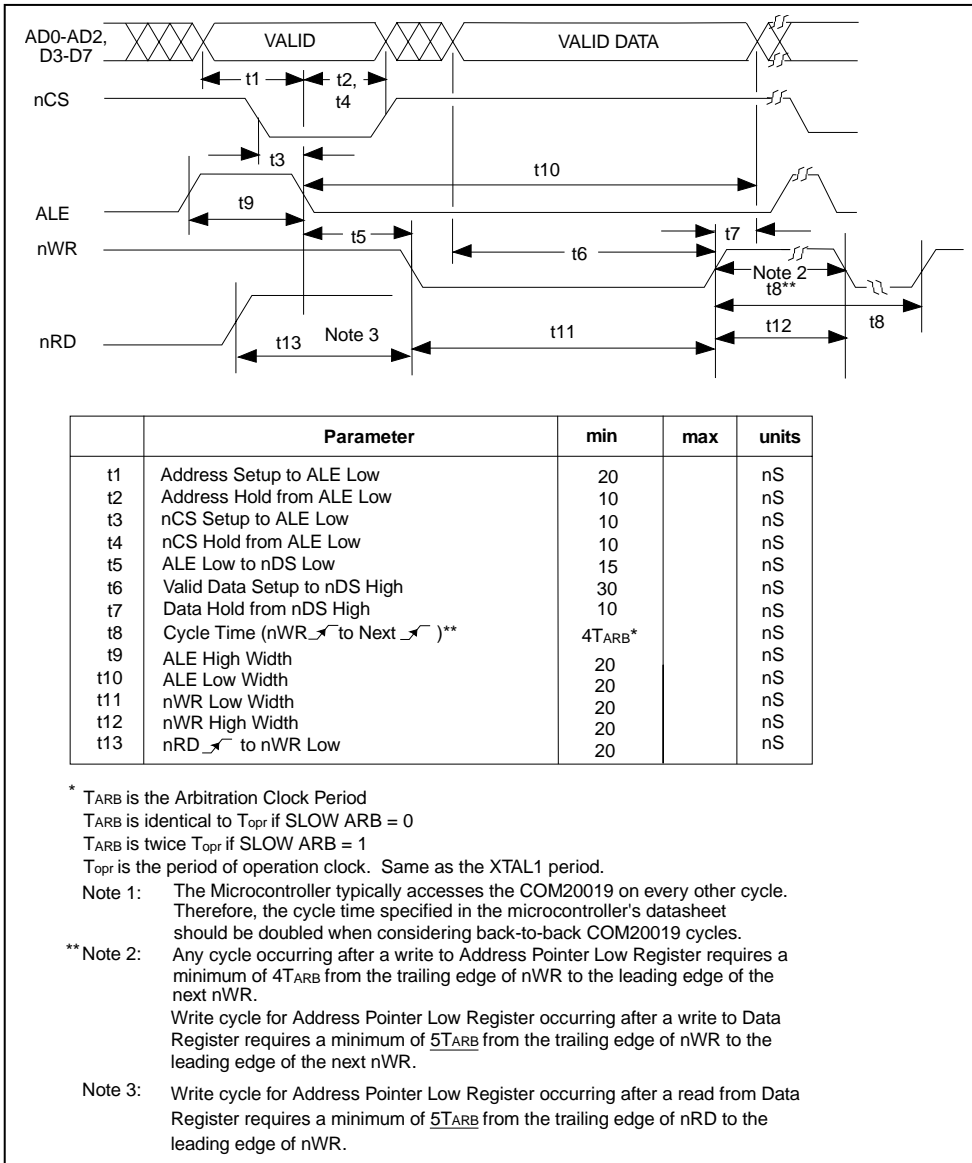 AD0-AD2,
D3-D7
VALID
VALID DATA
t1
t2,
t4
nCS
t3
t10
ALE
t9
nWR
t5
t6
t7
Note 2
t8**
t8
nRD
t13
Note 3
t11
t12
Parameter min max units
t1 Address Setup to ALE Low 20 nS
t2 Address Hold from ALE Low 10 nS
t3 nCS Setup to ALE Low 10 nS
t4 nCS Hold from ALE Low 10 nS
t5 ALE Low to nDS Low 15 nS
t6 Valid Data Setup to nDS High 30 nS
t7 Data Hold from nDS High 10 nS
t8 Cycle Time (nWR to Next )** 4TARB* nS
t9 ALE High Width 20 nS
t10 ALE Low Width 20 nS
t11 nWR Low Width 20 nS
t12 nWR High Width 20 nS
t13 nRD to nWR Low 20 nS
* TARB is the Arbitration Clock Period
TARB is identical to Topr if SLOW ARB = 0
TARB is twice Topr if SLOW ARB = 1
Topr is the period of operation clock. Same as the XTAL1 period.
Note 1: The Microcontroller typically accesses the COM20019 on every other cycle.
Therefore, the cycle time specified in the microcontroller's datasheet
should be doubled when considering back-to-back COM20019 cycles.
**Note 2: Any cycle occurring after a write to Address Pointer Low Register requires a
minimum of 4TARB from the trailing edge of nWR to the leading edge of the
next nWR.
Write cycle for Address Pointer Low Register occurring after a write to Data
Register requires a minimum of 5TARB from the trailing edge of nWR to the
leading edge of the next nWR.
Note 3: Write cycle for Address Pointer Low Register occurring after a read from Data
Register requires a minimum of 5TARB from the trailing edge of nRD to the
leading edge of nWR.